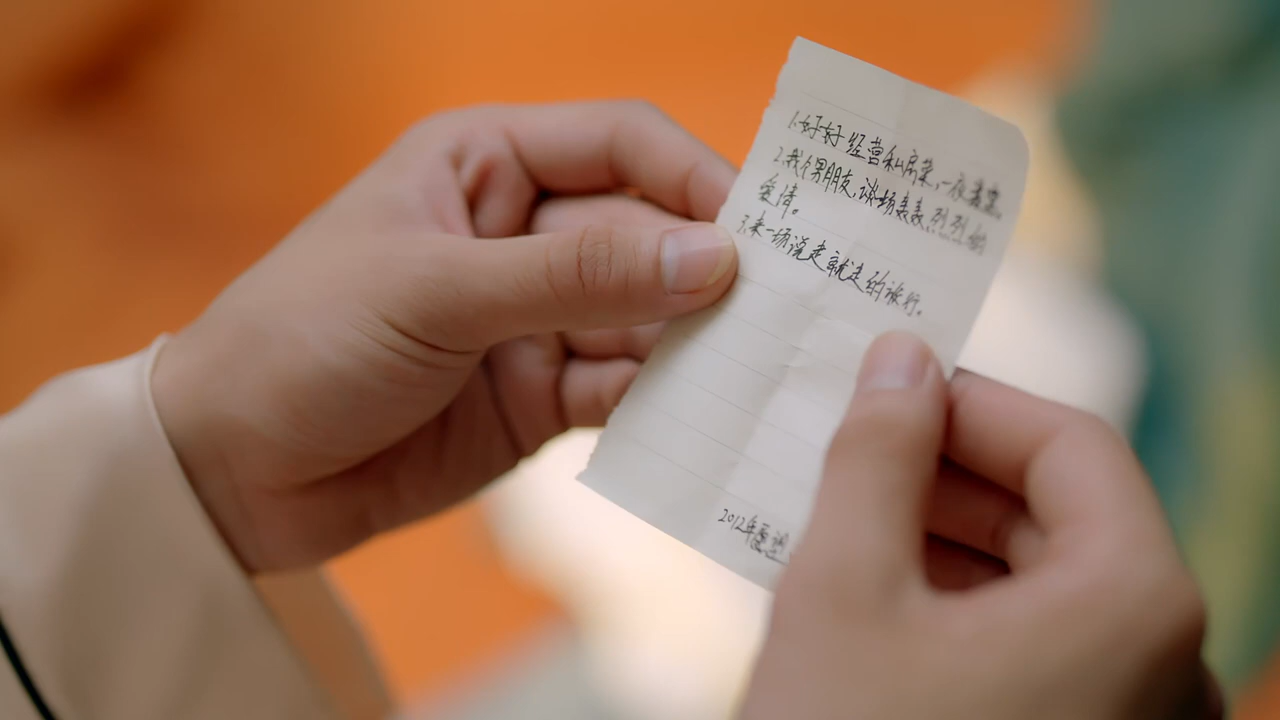 1.好好经营私房菜,一夜暴富。
2.找个男朋友,谈场轰轰烈烈的
爱情。
3.来一场说走就走的旅行。
2012年愿望